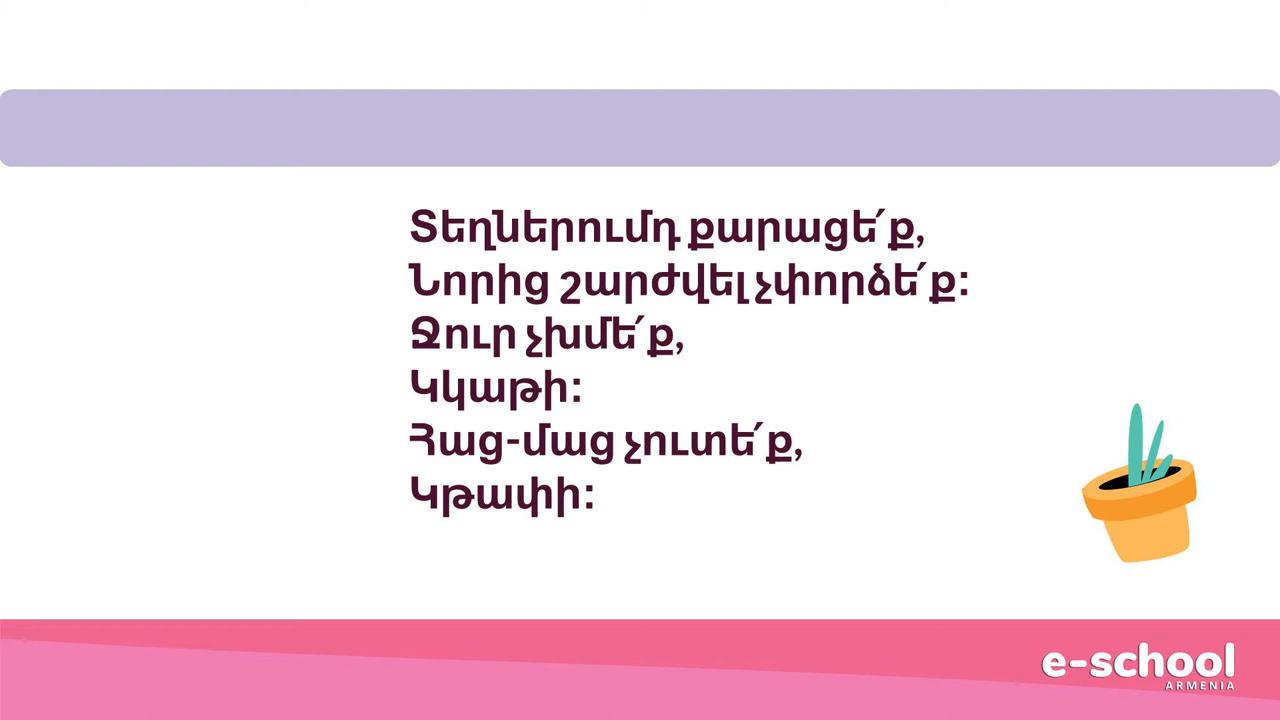 Տեղներումդ քարացե՛ք,
Նորից շարժվել չփորձե՛ք:
Ջուր չխմե՛ք,
Կկաթի:
Հաց-մաց չուտե՛ք,
Կթափի:
e-school
ARMENIA